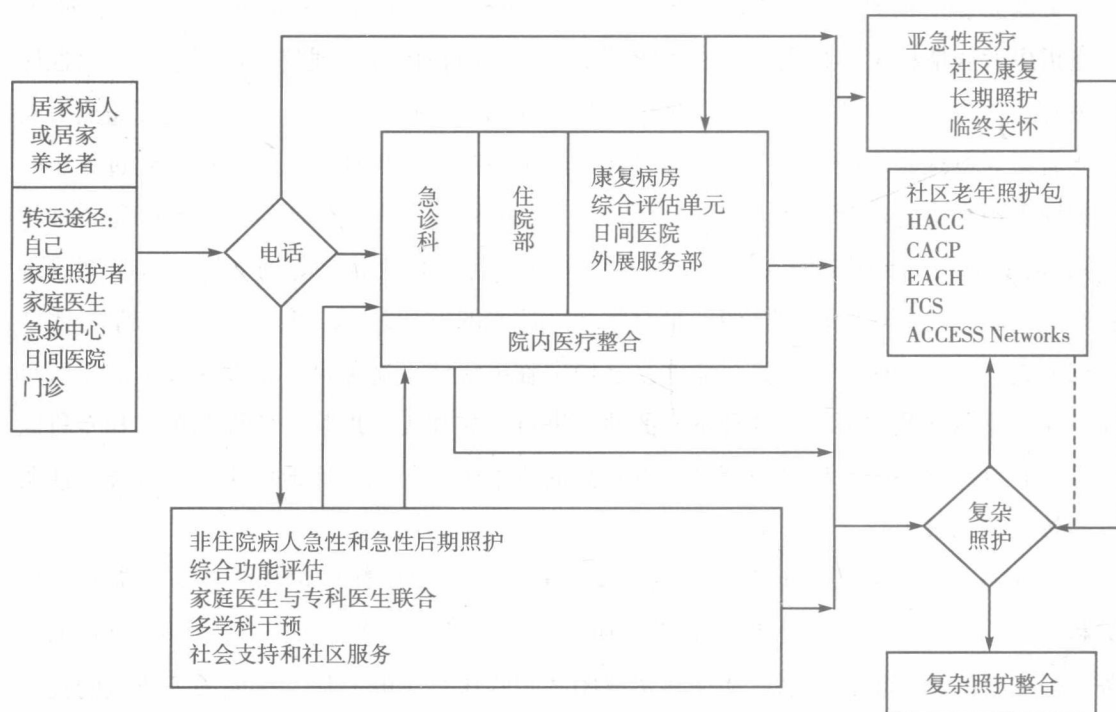 居家病人
或居家
养老者
转运途径：
自己
家庭照护者
家庭医生
急救中心
日间医院
门诊
电话
急诊科
住院部
康复病房
综合评估单元
日间医院
外展服务部
院内医疗整合
非住院病人急性和急性后期照护
综合功能评估
家庭医生与专科医生联合
多学科干预
社会支持和社区服务
亚急性医疗
社区康复
长期照护
临终关怀
社区老年照护包
HACC
CACP
EACH
TCS
ACCESS Networks
复杂
照护
复杂照护整合